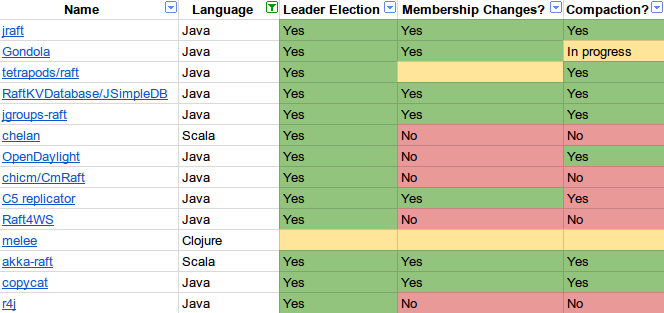 Name Language Leader Election Membership Changes? Compaction?
jraft Java Yes Yes Yes
Gondola Java Yes Yes In progress
tetrapods/raft Java Yes Yes
RaftKVDatabase/JSimpleDB Java Yes Yes Yes
jgroups-raft Java Yes Yes Yes
chelan Scala Yes No No
OpenDaylight Java Yes No Yes
chicm/CmRaft Java Yes No No
C5 replicator Java Yes Yes Yes
Raft4WS Java Yes No No
melee Clojure
akka-raft Scala Yes Yes Yes
copycat Java Yes Yes Yes
r4j Java Yes No No